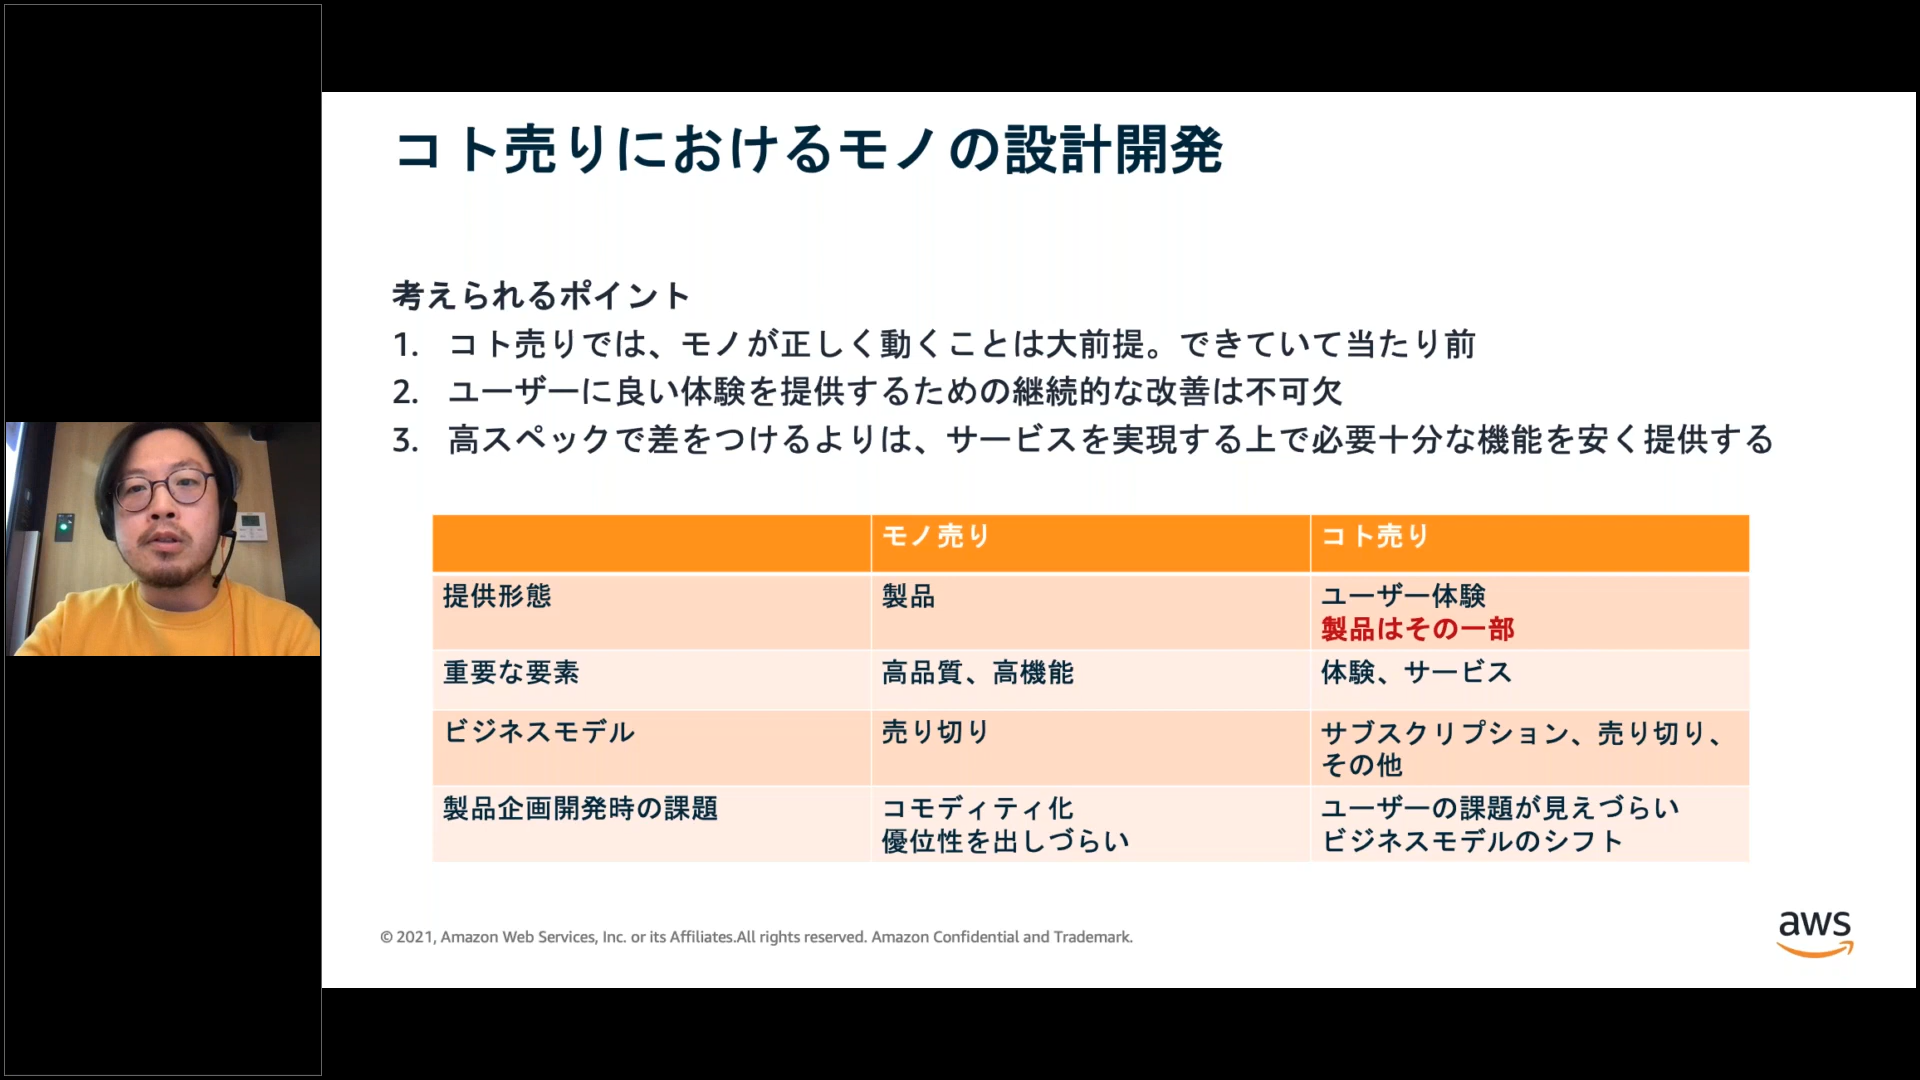 コト売りにおけるモノの設計開発
考えられるポイント
1. コト売りでは、モノが正しく動くことは大前提。できていて当たり前
2. ユーザーに良い体験を提供するための継続的な改善は不可欠
3. 高スペックで差をつけるよりは、サービスを実現する上で必要十分な機能を安く提供する
モノ売り コト売り
提供形態 製品 ユーザー体験
製品はその一部
重要な要素 高品質、高機能 体験、サービス
ビジネスモデル 売り切り サブスクリプション、売り切り、
その他
製品企画開発時の課題 コモディティ化 ユーザーの課題が見えづらい
優位性を出しづらい ビジネスモデルのシフト
© 2021, Amazon Web Services, Inc. or its Affiliates.All rights reserved. Amazon Confidential and Trademark.
aws